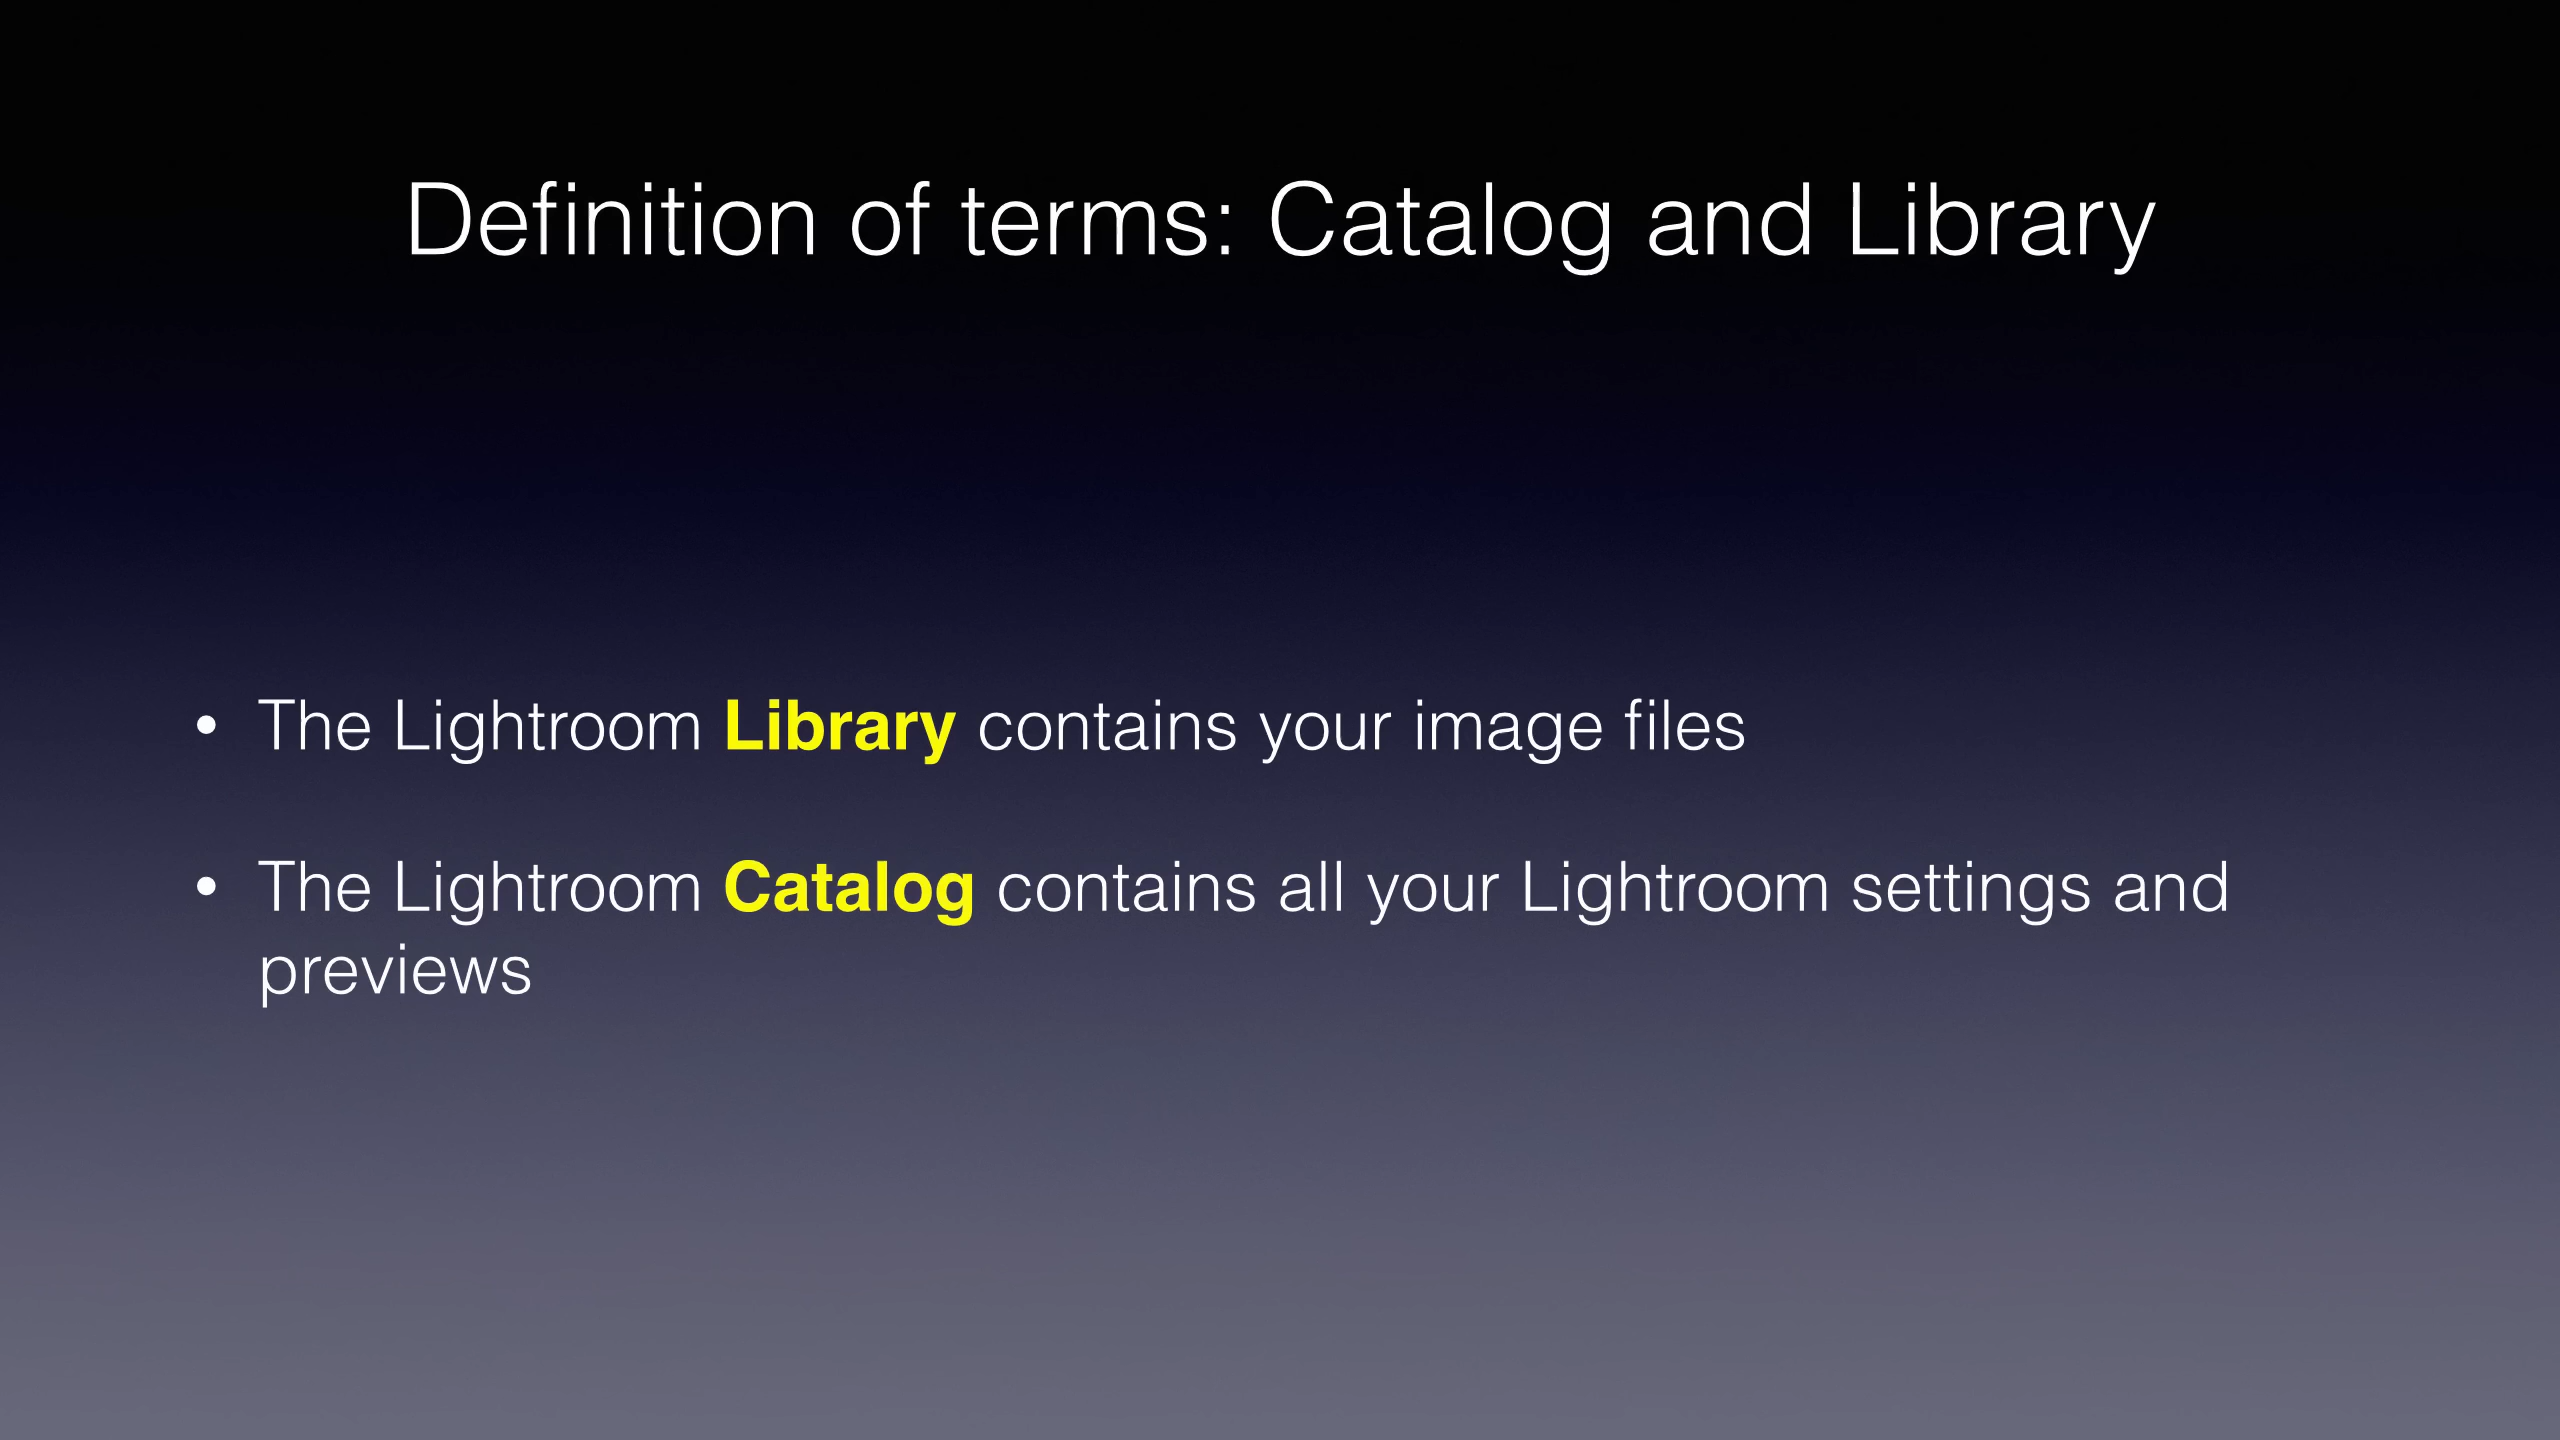 Definition of terms: Catalog and Library
• The Lightroom Library contains your image files
• The Lightroom Catalog contains all your Lightroom settings and
previews